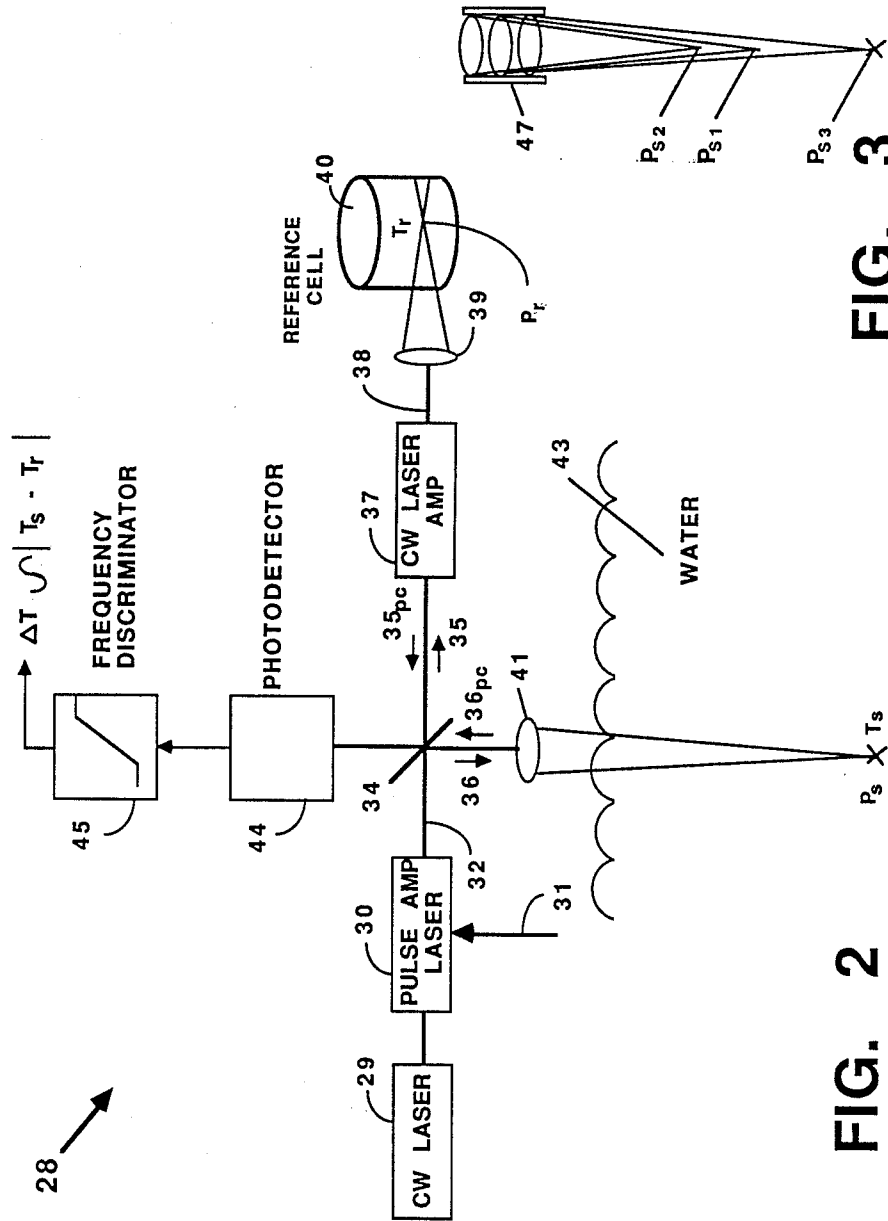 28
CW LASER
29
PULSE AMP
LASER
30
31
32
34
35
35pc
36
36pc
CW LASER
AMP
37
38
39
REFERENCE
CELL
40
Tr
Pr
41
WATER
43
Ps
Ts
PHOTODETECTOR
44
FREQUENCY
DISCRIMINATOR
45
ΔT ∽ | Ts - Tr |
FIG. 2
47
PS2
PS1
PS3
FIG. 3